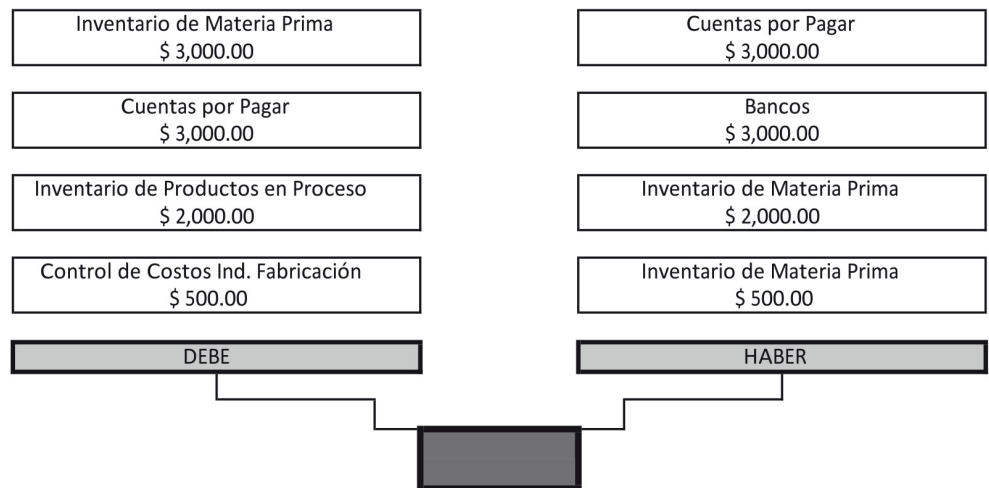 Inventario de Materia Prima
$ 3,000.00
Cuentas por Pagar
$ 3,000.00
Cuentas por Pagar
$ 3,000.00
Bancos
$ 3,000.00
Inventario de Productos en Proceso
$ 2,000.00
Inventario de Materia Prima
$ 2,000.00
Control de Costos Ind. Fabricación
$ 500.00
Inventario de Materia Prima
$ 500.00
DEBE
HABER